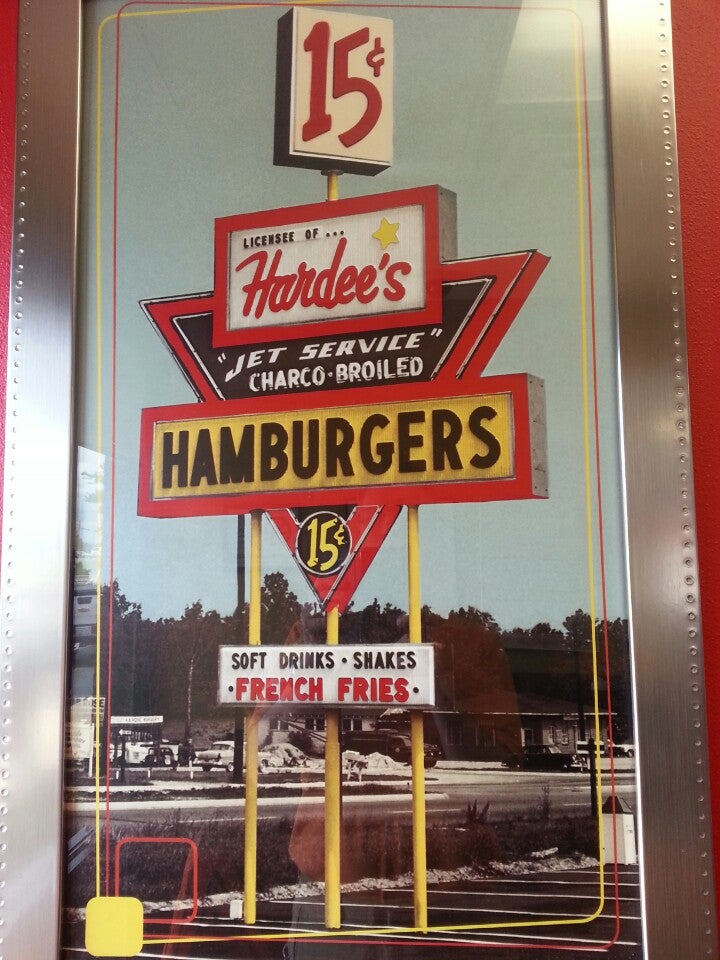 15¢
LICENSEE OF ...
Hardee's
"JET SERVICE"
CHARCO-BROILED
HAMBURGERS
15¢
SOFT DRINKS · SHAKES
· FRENCH FRIES ·